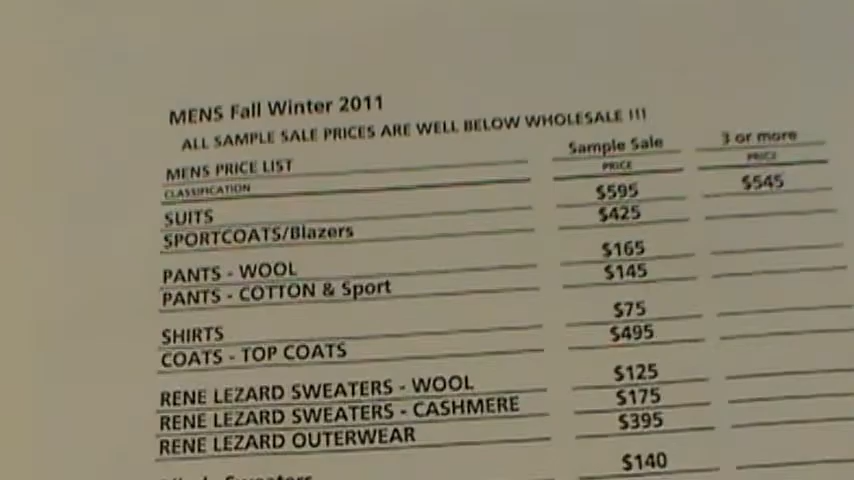 MENS Fall Winter 2011
ALL SAMPLE SALE PRICES ARE WELL BELOW WHOLESALE !!!
MENS PRICE LIST Sample Sale 3 or more
CLASSIFICATION PRICE PRICE
SUITS $595 $545
SPORTCOATS/Blazers $425
PANTS - WOOL $165
PANTS - COTTON & Sport $145
SHIRTS $75
COATS - TOP COATS $495
RENE LEZARD SWEATERS - WOOL $125
RENE LEZARD SWEATERS - CASHMERE $175
RENE LEZARD OUTERWEAR $395
Sweaters $140